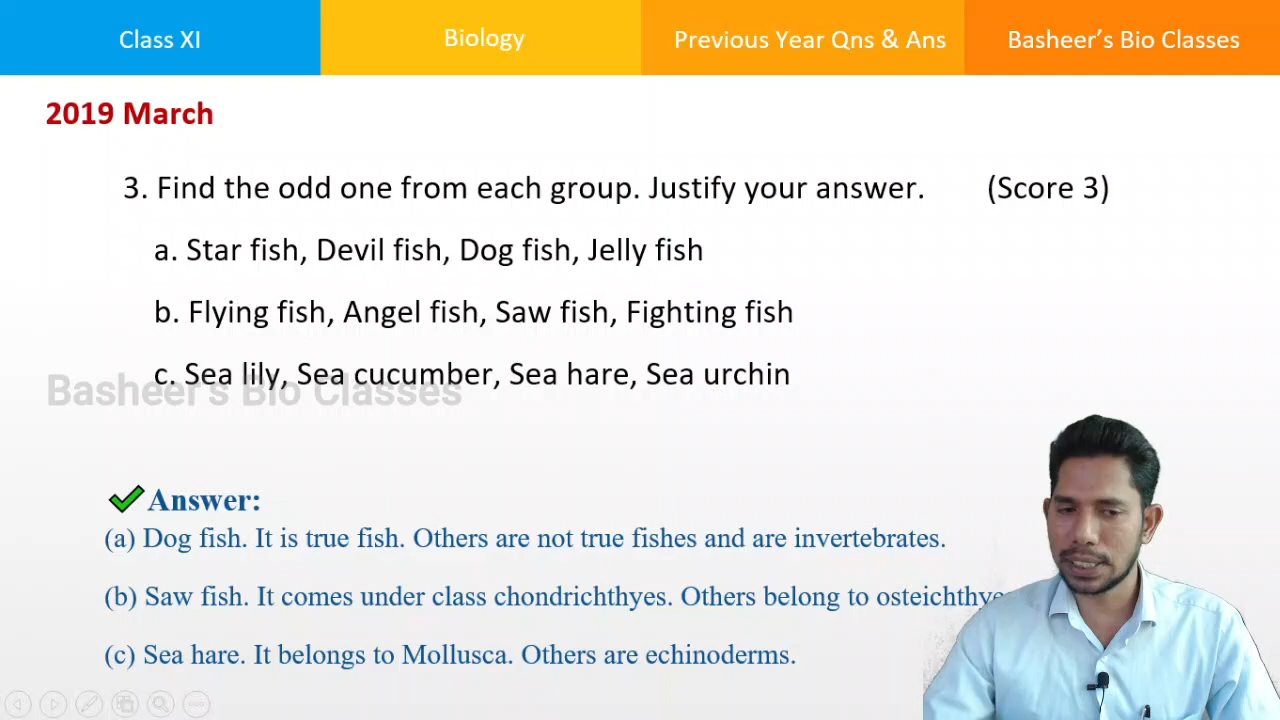 Class XI
Biology
Previous Year Qns & Ans
Basheer’s Bio Classes
2019 March
3. Find the odd one from each group. Justify your answer. (Score 3)
a. Star fish, Devil fish, Dog fish, Jelly fish
b. Flying fish, Angel fish, Saw fish, Fighting fish
c. Sea lily, Sea cucumber, Sea hare, Sea urchin
Basheer's Bio Classes
Answer:
(a) Dog fish. It is true fish. Others are not true fishes and are invertebrates.
(b) Saw fish. It comes under class chondrichthyes. Others belong to
(c) Sea hare. It belongs to Mollusca. Others are echinoderms.